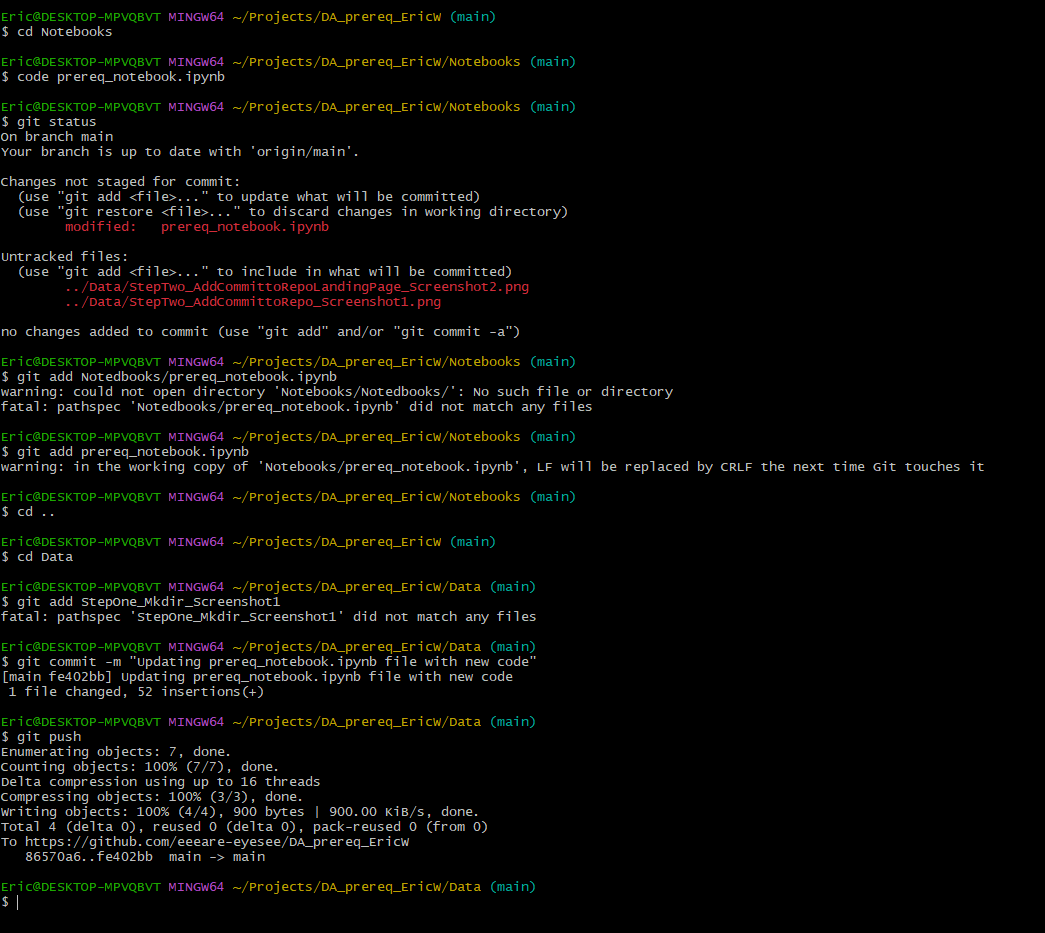 Eric@DESKTOP-MPVQBVT MINGW64 ~/Projects/DA_prereq_EricW (main)
$ cd Notebooks

Eric@DESKTOP-MPVQBVT MINGW64 ~/Projects/DA_prereq_EricW/Notebooks (main)
$ code prereq_notebook.ipynb

Eric@DESKTOP-MPVQBVT MINGW64 ~/Projects/DA_prereq_EricW/Notebooks (main)
$ git status
On branch main
Your branch is up to date with 'origin/main'.

Changes not staged for commit:
  (use "git add <file>..." to update what will be committed)
  (use "git restore <file>..." to discard changes in working directory)
        modified:   prereq_notebook.ipynb

Untracked files:
  (use "git add <file>..." to include in what will be committed)
        ../Data/StepTwo_AddCommittoRepoLandingPage_Screenshot2.png
        ../Data/StepTwo_AddCommittoRepo_Screenshot1.png

no changes added to commit (use "git add" and/or "git commit -a")

Eric@DESKTOP-MPVQBVT MINGW64 ~/Projects/DA_prereq_EricW/Notebooks (main)
$ git add Notedbooks/prereq_notebook.ipynb
warning: could not open directory 'Notebooks/Notedbooks/': No such file or directory
fatal: pathspec 'Notedbooks/prereq_notebook.ipynb' did not match any files

Eric@DESKTOP-MPVQBVT MINGW64 ~/Projects/DA_prereq_EricW/Notebooks (main)
$ git add prereq_notebook.ipynb
warning: in the working copy of 'Notebooks/prereq_notebook.ipynb', LF will be replaced by CRLF the next time Git touches it

Eric@DESKTOP-MPVQBVT MINGW64 ~/Projects/DA_prereq_EricW/Notebooks (main)
$ cd ..

Eric@DESKTOP-MPVQBVT MINGW64 ~/Projects/DA_prereq_EricW (main)
$ cd Data

Eric@DESKTOP-MPVQBVT MINGW64 ~/Projects/DA_prereq_EricW/Data (main)
$ git add StepOne_Mkdir_Screenshot1
fatal: pathspec 'StepOne_Mkdir_Screenshot1' did not match any files

Eric@DESKTOP-MPVQBVT MINGW64 ~/Projects/DA_prereq_EricW/Data (main)
$ git commit -m "Updating prereq_notebook.ipynb file with new code"
[main fe402bb] Updating prereq_notebook.ipynb file with new code
 1 file changed, 52 insertions(+)

Eric@DESKTOP-MPVQBVT MINGW64 ~/Projects/DA_prereq_EricW/Data (main)
$ git push
Enumerating objects: 7, done.
Counting objects: 100% (7/7), done.
Delta compression using up to 16 threads
Compressing objects: 100% (3/3), done.
Writing objects: 100% (4/4), 900 bytes | 900.00 KiB/s, done.
Total 4 (delta 0), reused 0 (delta 0), pack-reused 0 (from 0)
To https://github.com/eeeare-eyesee/DA_prereq_EricW
   86570a6..fe402bb  main -> main

Eric@DESKTOP-MPVQBVT MINGW64 ~/Projects/DA_prereq_EricW/Data (main)
$